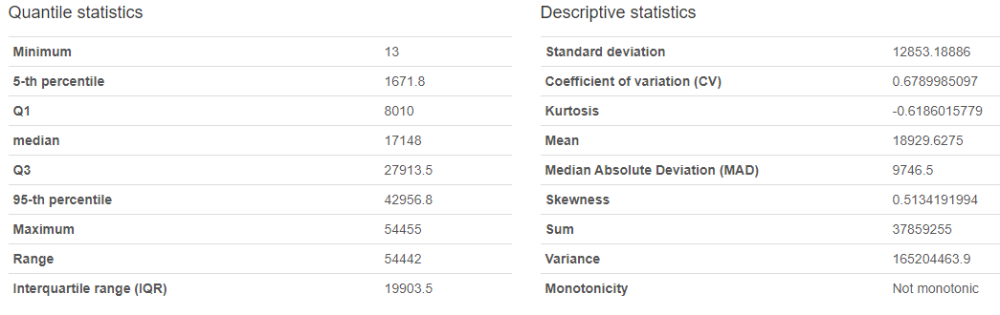 Quantile statistics
Minimum 13
5-th percentile 1671.8
Q1 8010
median 17148
Q3 27913.5
95-th percentile 42956.8
Maximum 54455
Range 54442
Interquartile range (IQR) 19903.5
Descriptive statistics
Standard deviation 12853.18886
Coefficient of variation (CV) 0.6789985097
Kurtosis -0.6186015779
Mean 18929.6275
Median Absolute Deviation (MAD) 9746.5
Skewness 0.5134191994
Sum 37859255
Variance 165204463.9
Monotonicity Not monotonic